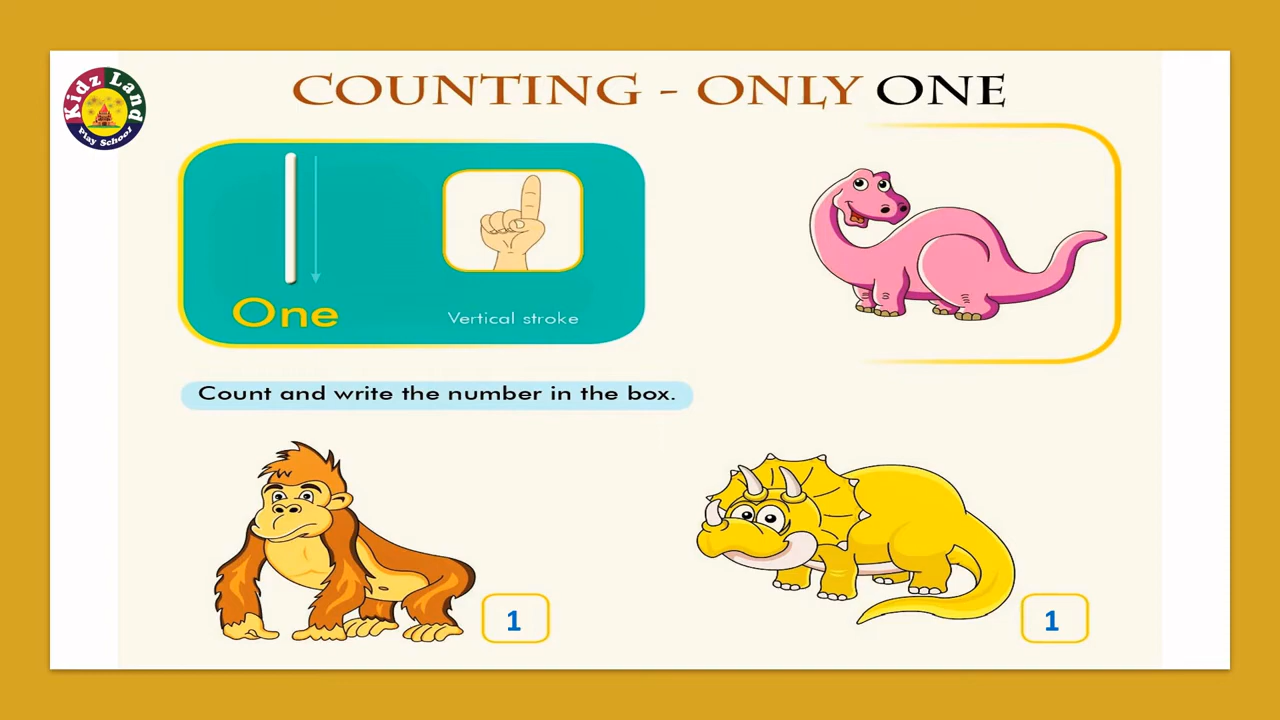 Kidz Land
Play School
COUNTING - ONLY ONE
One
Vertical stroke
Count and write the number in the box.
1
1